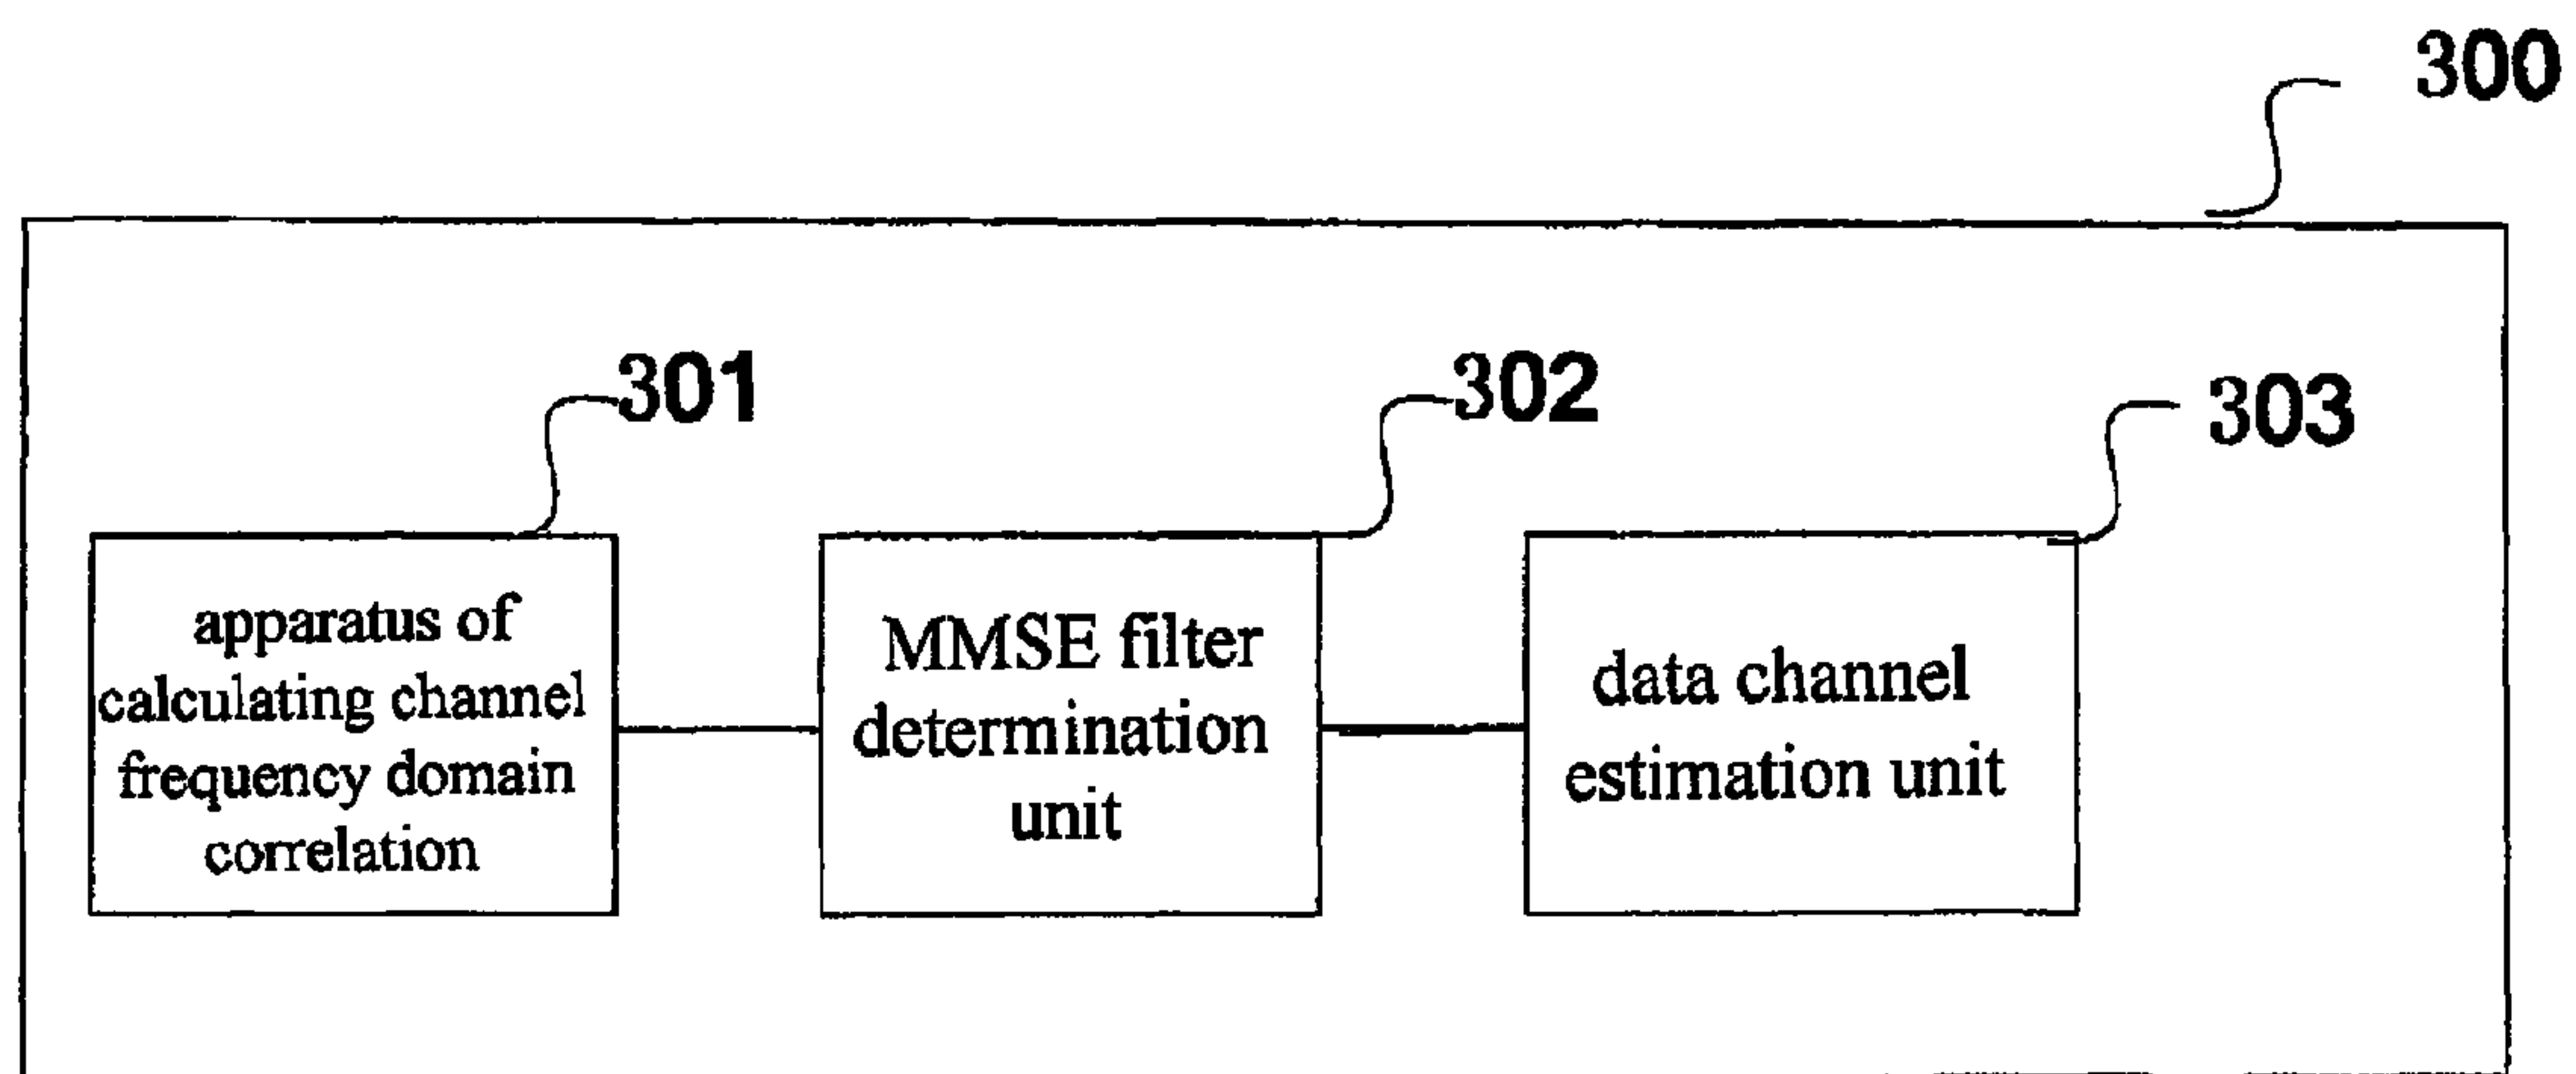 300
301
302
303
apparatus of
calculating channel
frequency domain
correlation
MMSE filter
determination
unit
data channel
estimation unit